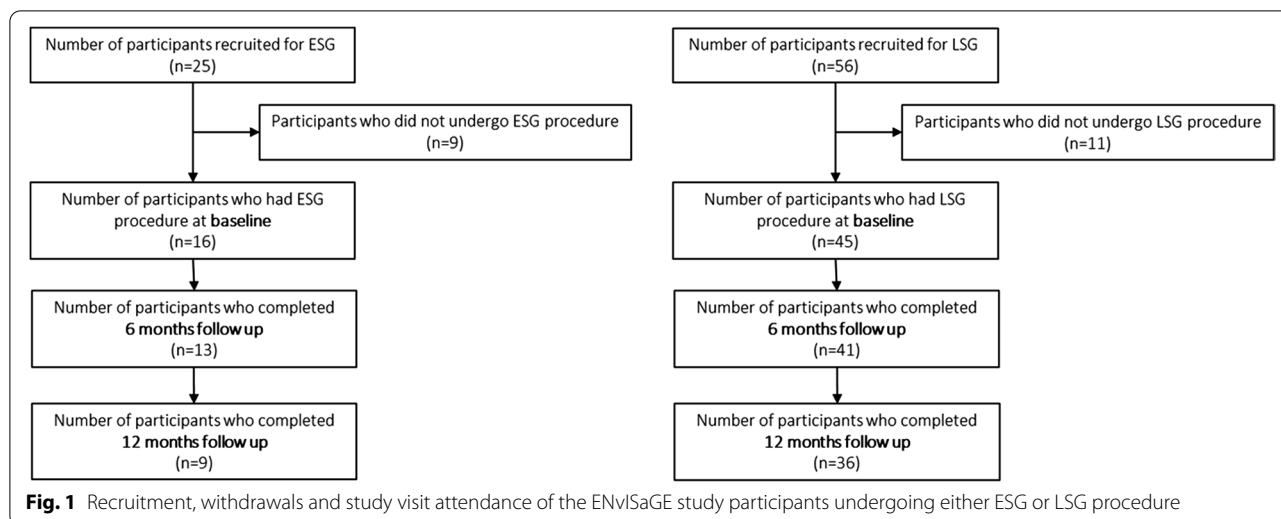 Number of participants recruited for ESG
(n=25)
Participants who did not undergo ESG procedure
(n=9)
Number of participants who had ESG
procedure at baseline
(n=16)
Number of participants who completed
6 months follow up
(n=13)
Number of participants who completed
12 months follow up
(n=9)
Number of participants recruited for LSG
(n=56)
Participants who did not undergo LSG procedure
(n=11)
Number of participants who had LSG
procedure at baseline
(n=45)
Number of participants who completed
6 months follow up
(n=41)
Number of participants who completed
12 months follow up
(n=36)
Fig. 1 Recruitment, withdrawals and study visit attendance of the ENvISaGE study participants undergoing either ESG or LSG procedure